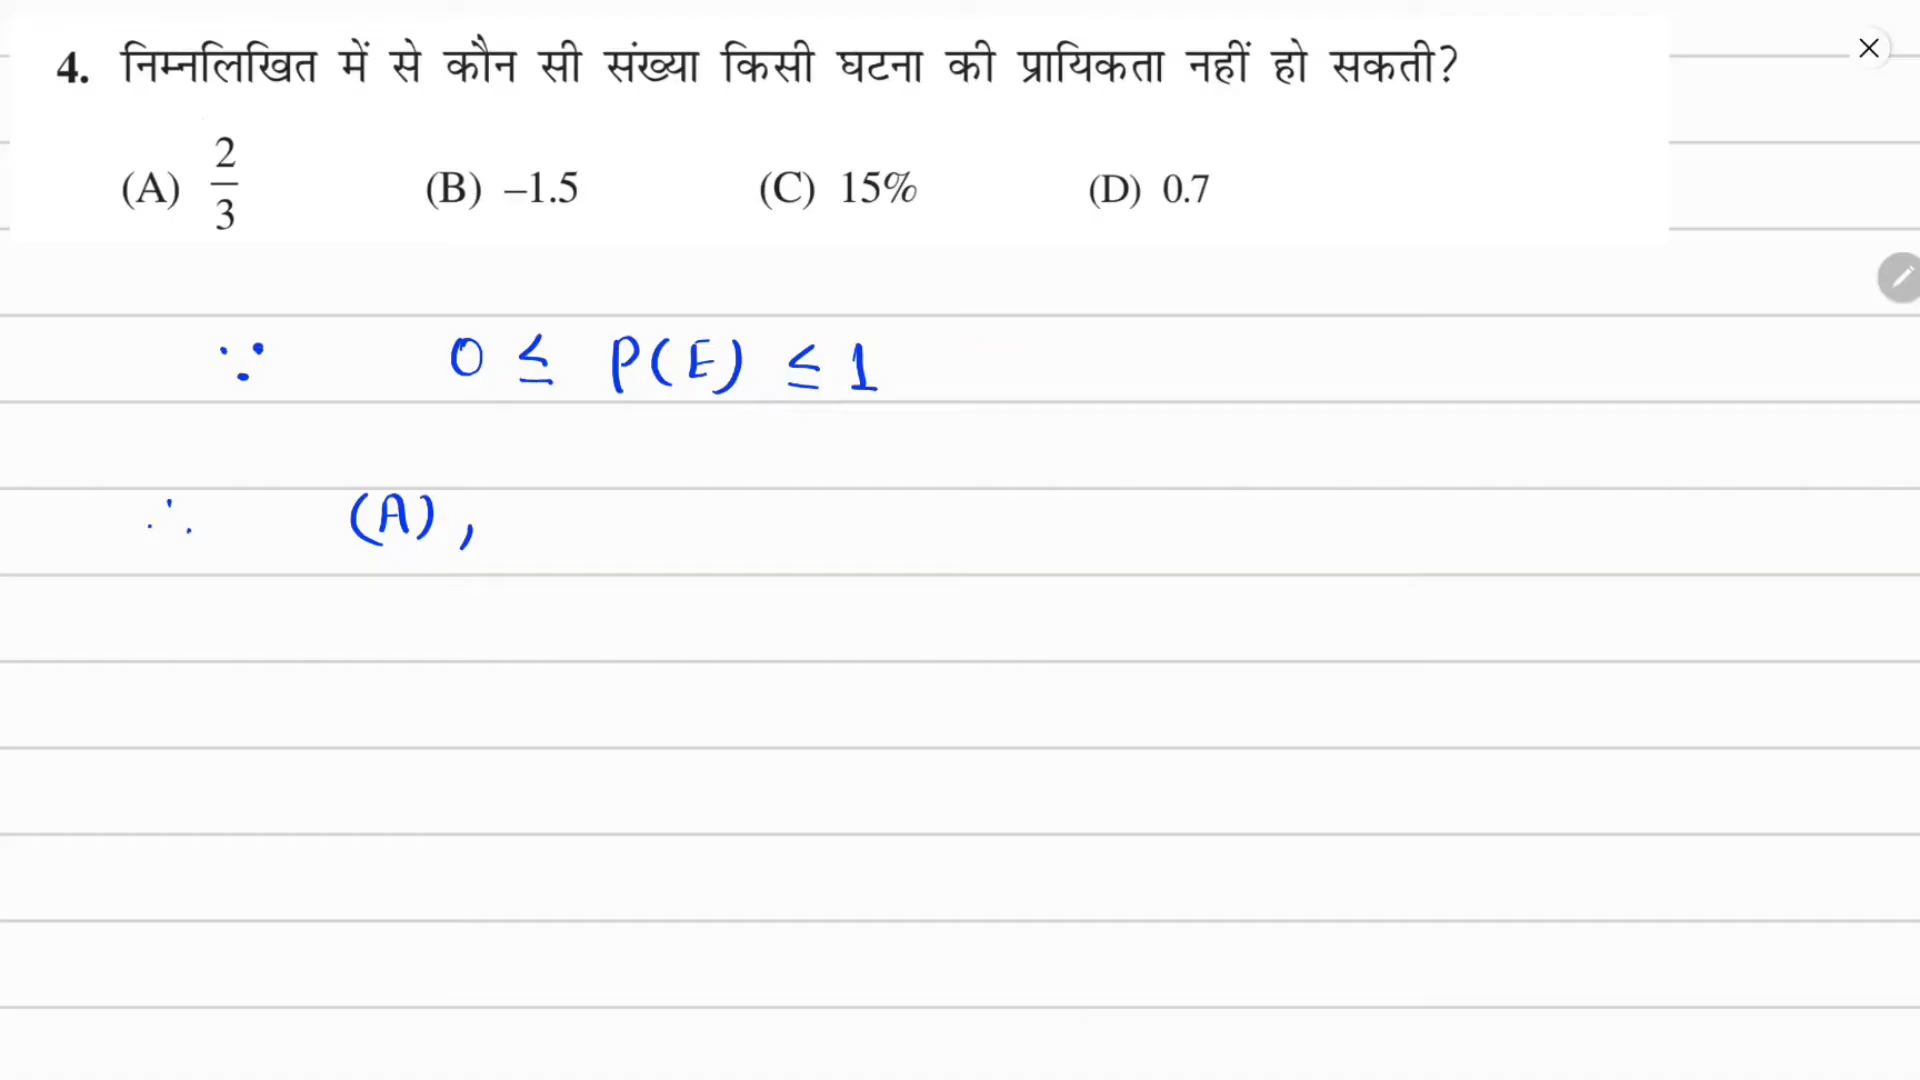 4. निम्नलिखित में से कौन सी संख्या किसी घटना की प्रायिकता नहीं हो सकती?
(A) 2/3 (B) –1.5 (C) 15% (D) 0.7
∵ 0 ≤ P(E) ≤ 1
∴ (A),